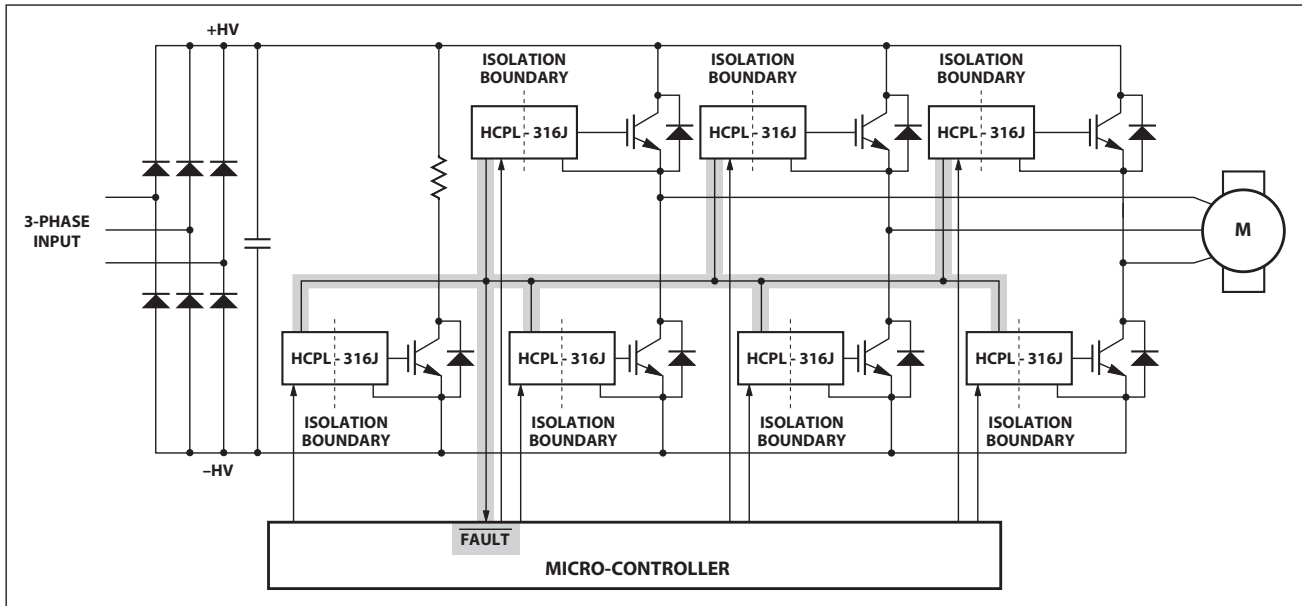 +HV
ISOLATION
BOUNDARY
ISOLATION
BOUNDARY
ISOLATION
BOUNDARY
HCPL - 316J
HCPL - 316J
HCPL - 316J
3-PHASE
INPUT
M
HCPL - 316J
HCPL - 316J
HCPL - 316J
HCPL - 316J
ISOLATION
BOUNDARY
ISOLATION
BOUNDARY
ISOLATION
BOUNDARY
ISOLATION
BOUNDARY
–HV
FAULT
MICRO-CONTROLLER